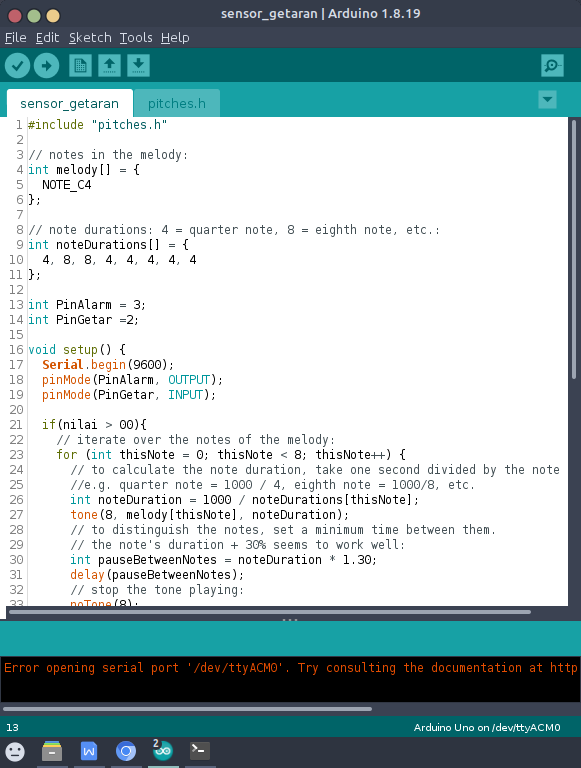 sensor_getaran | Arduino 1.8.19
File Edit Sketch Tools Help
sensor_getaran pitches.h
1 #include "pitches.h"
2
3 // notes in the melody:
4 int melody[] = {
5 NOTE_C4
6 };
7
8 // note durations: 4 = quarter note, 8 = eighth note, etc.:
9 int noteDurations[] = {
10 4, 8, 8, 4, 4, 4, 4, 4
11 };
12
13 int PinAlarm = 3;
14 int PinGetar =2;
15
16 void setup() {
17 Serial.begin(9600);
18 pinMode(PinAlarm, OUTPUT);
19 pinMode(PinGetar, INPUT);
20
21 if(nilai > 00){
22 // iterate over the notes of the melody:
23 for (int thisNote = 0; thisNote < 8; thisNote++) {
24 // to calculate the note duration, take one second divided by the note
25 //e.g. quarter note = 1000 / 4, eighth note = 1000/8, etc.
26 int noteDuration = 1000 / noteDurations[thisNote];
27 tone(8, melody[thisNote], noteDuration);
28 // to distinguish the notes, set a minimum time between them.
29 // the note's duration + 30% seems to work well:
30 int pauseBetweenNotes = noteDuration * 1.30;
31 delay(pauseBetweenNotes);
32 // stop the tone playing:
33 noTone(8);
Error opening serial port '/dev/ttyACM0'. Try consulting the documentation at http
13 Arduino Uno on /dev/ttyACM0
2